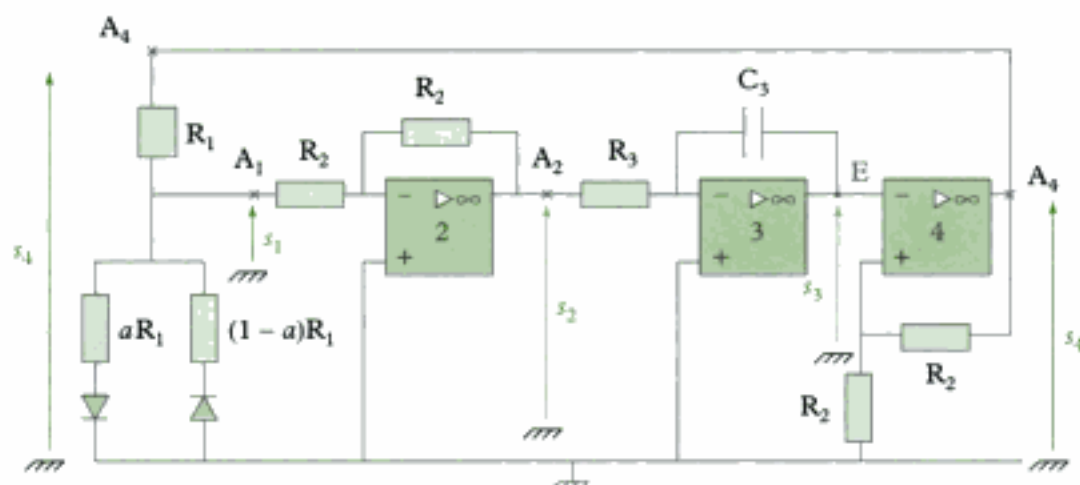 A₄
R₁
R₂
C₃
A₁
R₂
A₂
R₃
E
A₄
− ▷∞
2
+
− ▷∞
3
+
− ▷∞
4
+
s₄
s₁
s₂
s₃
s₄
aR₁
(1 − a)R₁
R₂
R₂